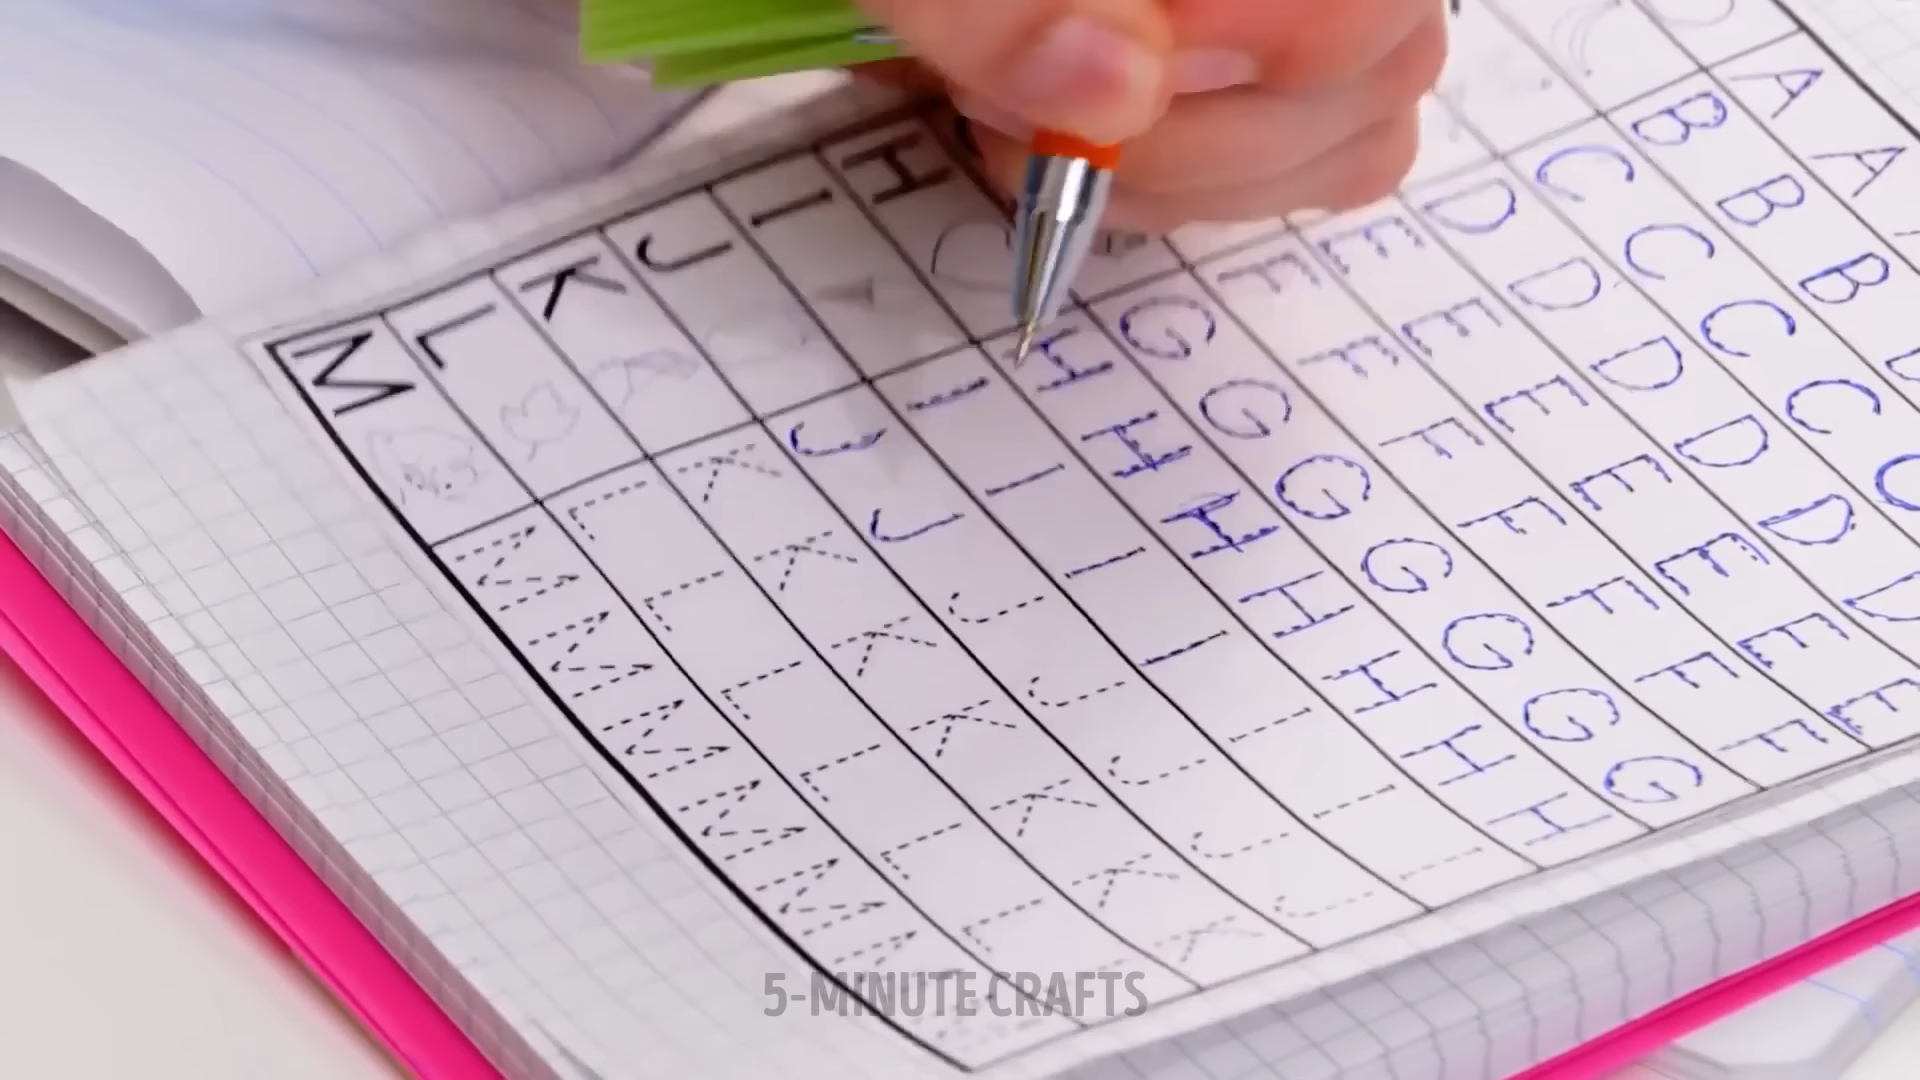 A A A
B B B B
C C C C C
D D D D D D
E E E E E E E
F F F F F F F
G G G G G G G
H H H H H H H H
I I I I I I I I
J J J J J J J J
K K K K K K K K
L L L L L L L
M M M M M M M
5-MINUTE CRAFTS